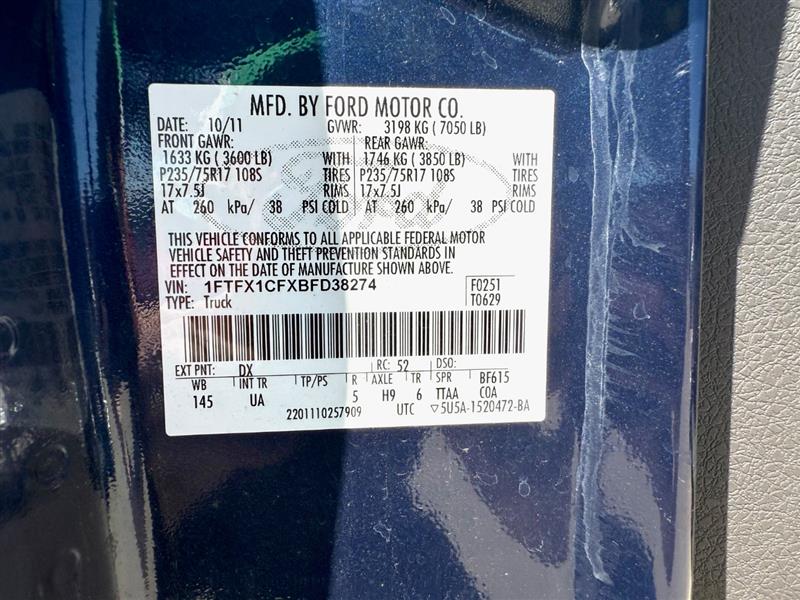 MFD. BY FORD MOTOR CO.
DATE: 10/11 GVWR: 3198 KG ( 7050 LB)
FRONT GAWR: REAR GAWR:
1633 KG ( 3600 LB) WITH 1746 KG ( 3850 LB) WITH
P235/75R17 108S TIRES P235/75R17 108S TIRES
17x7.5J RIMS 17x7.5J RIMS
AT 260 kPa/ 38 PSI COLD AT 260 kPa/ 38 PSI COLD
THIS VEHICLE CONFORMS TO ALL APPLICABLE FEDERAL MOTOR
VEHICLE SAFETY AND THEFT PREVENTION STANDARDS IN
EFFECT ON THE DATE OF MANUFACTURE SHOWN ABOVE.
VIN: 1FTFX1CFXBFD38274 F0251
TYPE: Truck T0629
EXT PNT: DX RC: 52 DSO:
WB INT TR TP/PS R AXLE TR SPR BF615
145 UA 5 H9 6 TTAA COA
2201110257909 UTC ▽5U5A-1520472-BA